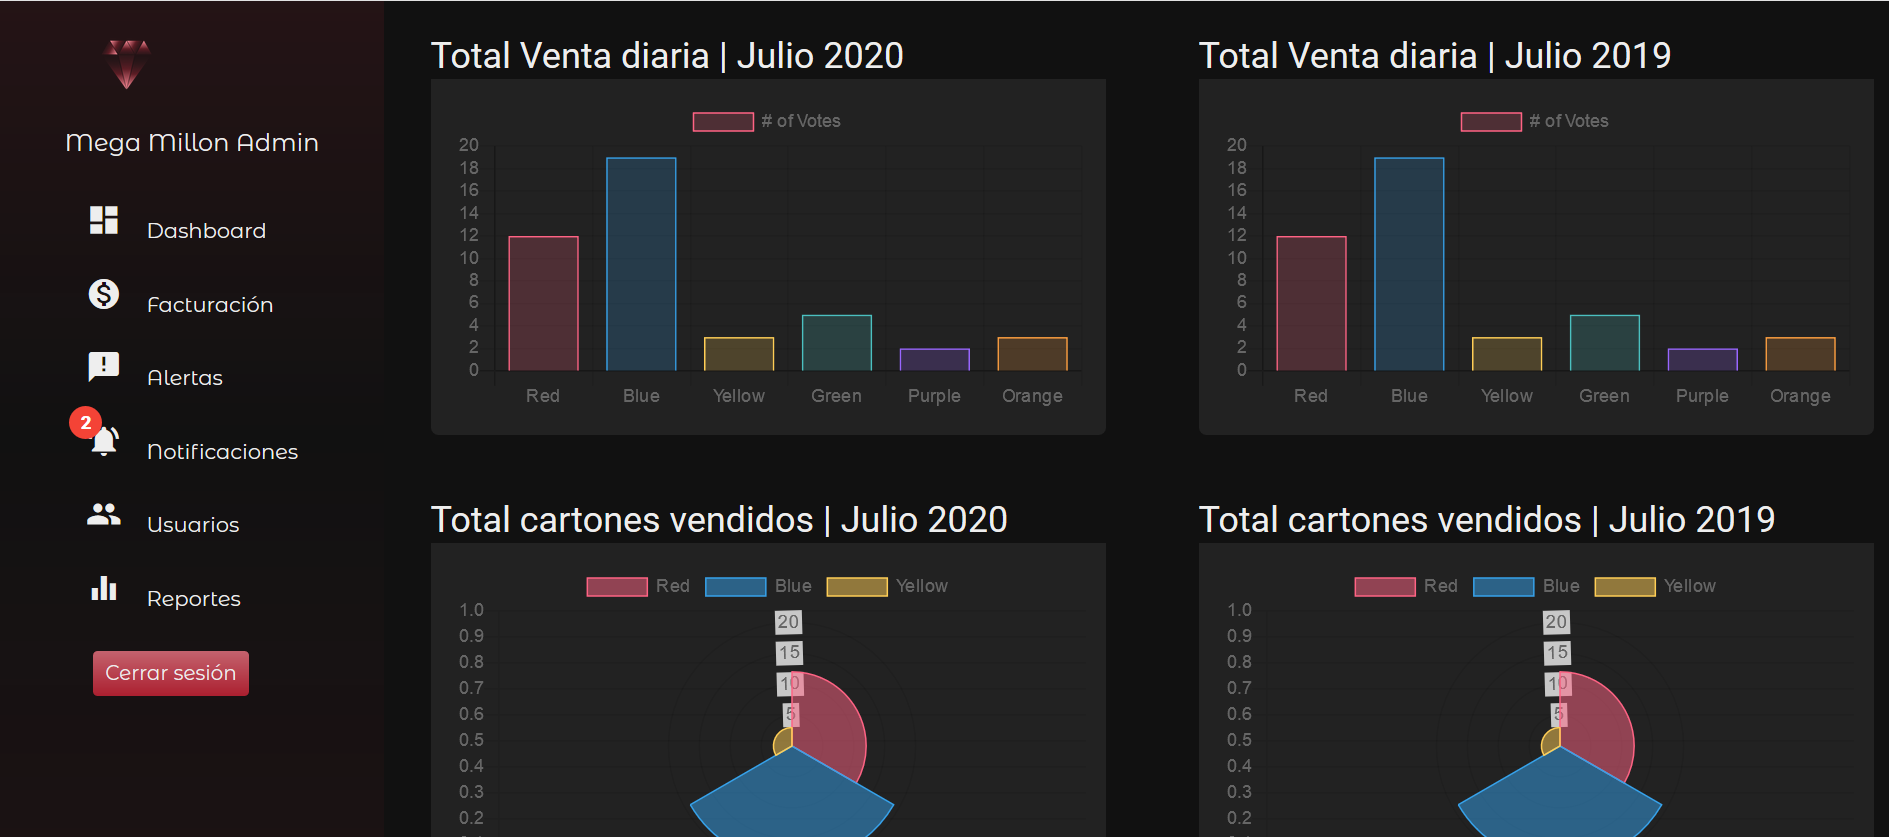 Mega Millon Admin
Dashboard
Facturación
Alertas
2
Notificaciones
Usuarios
Reportes
Cerrar sesión
Total Venta diaria | Julio 2020
# of Votes
20
18
16
14
12
10
8
6
4
2
0
Red Blue Yellow Green Purple Orange
Total Venta diaria | Julio 2019
# of Votes
20
18
16
14
12
10
8
6
4
2
0
Red Blue Yellow Green Purple Orange
Total cartones vendidos | Julio 2020
Red Blue Yellow
1.0
0.9
0.8
0.7
0.6
0.5
0.4
0.3
0.2
20
15
10
5
Total cartones vendidos | Julio 2019
Red Blue Yellow
1.0
0.9
0.8
0.7
0.6
0.5
0.4
0.3
0.2
20
15
10
5